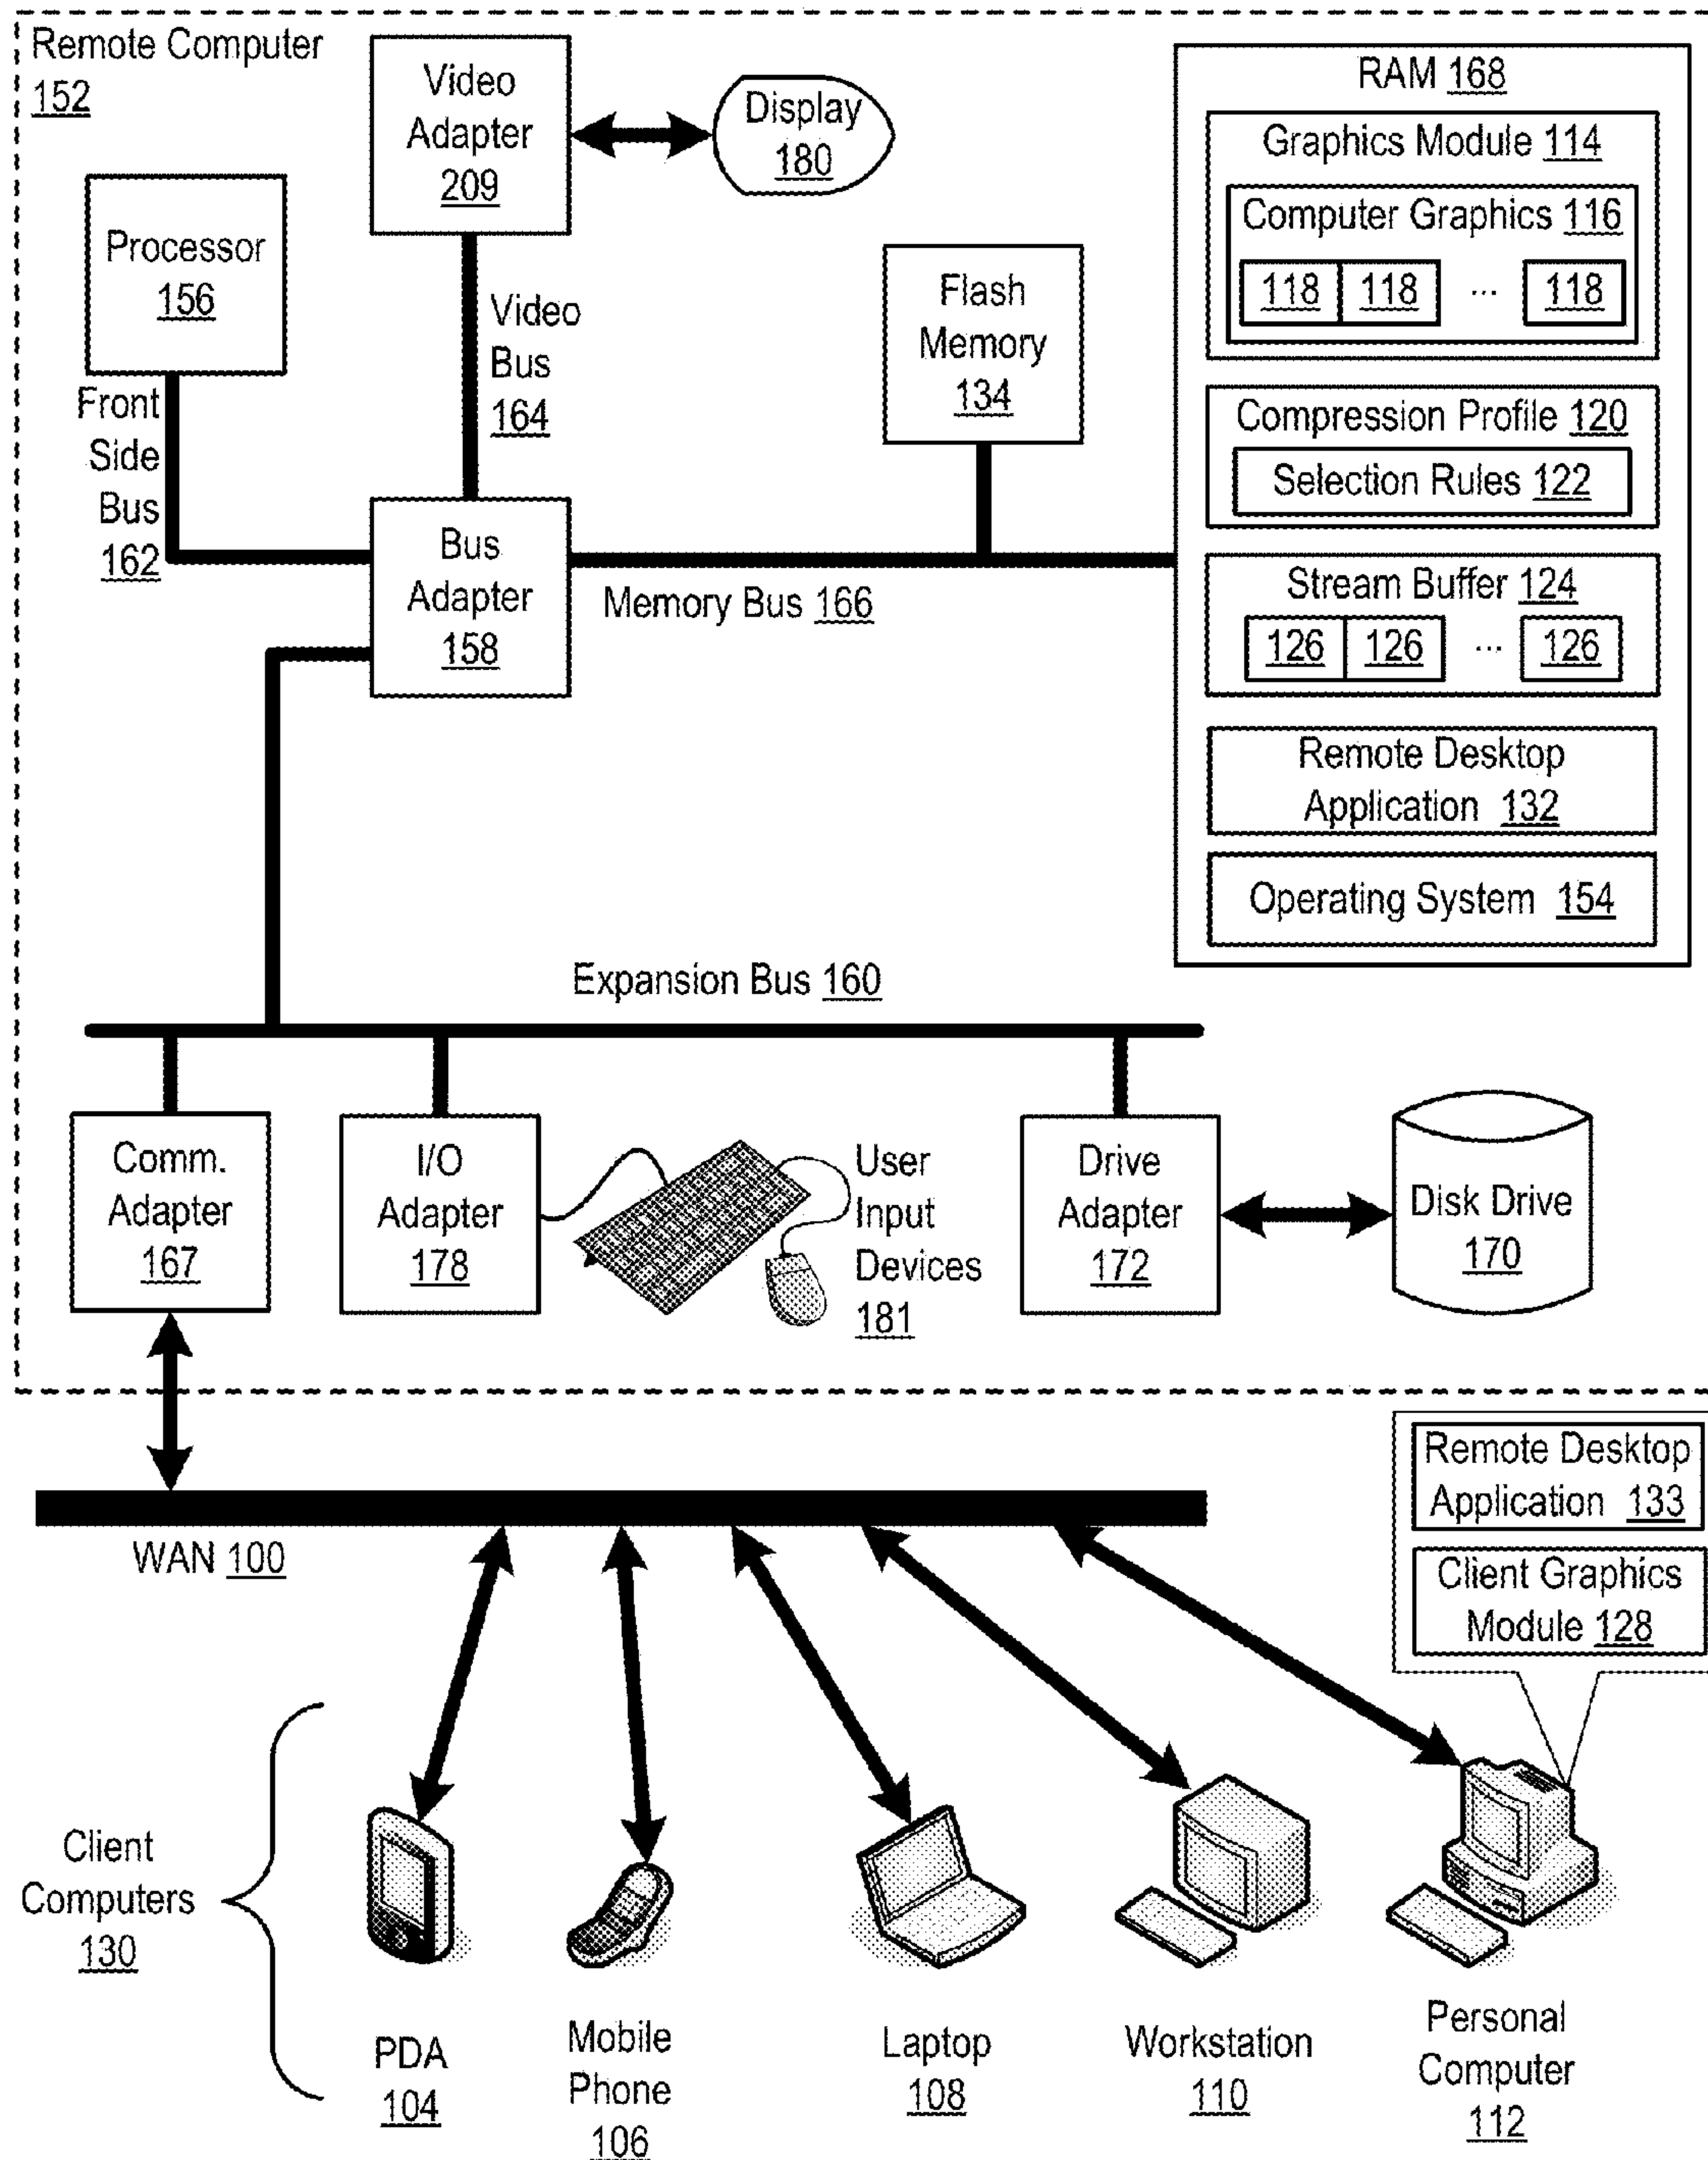 Remote Computer
152
Video
Adapter
209
Display
180
Processor
156
Video
Bus
164
Front
Side
Bus
162
Flash
Memory
134
Bus
Adapter
158
Memory Bus 166
RAM 168
Graphics Module 114
Computer Graphics 116
118 118 ... 118
Compression Profile 120
Selection Rules 122
Stream Buffer 124
126 126 ... 126
Remote Desktop
Application 132
Operating System 154
Expansion Bus 160
Comm.
Adapter
167
I/O
Adapter
178
User
Input
Devices
181
Drive
Adapter
172
Disk Drive
170
WAN 100
Remote Desktop
Application 133
Client Graphics
Module 128
Client
Computers
130
PDA
104
Mobile
Phone
106
Laptop
108
Workstation
110
Personal
Computer
112